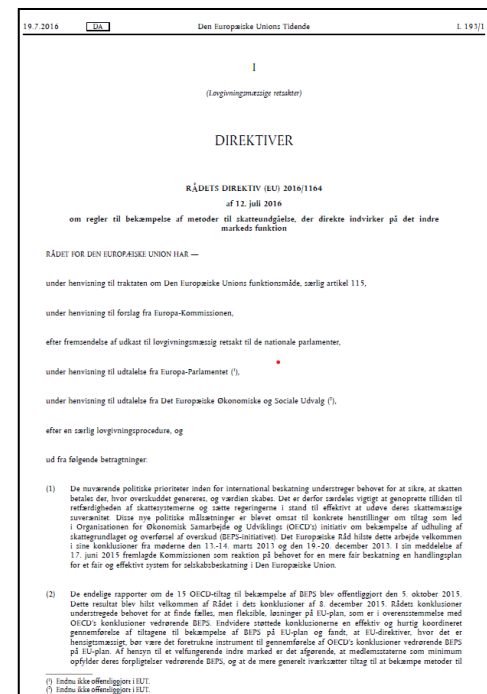 19.7.2016 DA Den Europæiske Unions Tidende L 193/1
I
(Lovgivningsmæssige retsakter)
DIREKTIVER
RÅDETS DIREKTIV (EU) 2016/1164
af 12. juli 2016
om regler til bekæmpelse af metoder til skatteundgåelse, der direkte indvirker på det indre
markeds funktion
RÅDET FOR DEN EUROPÆISKE UNION HAR —
under henvisning til traktaten om Den Europæiske Unions funktionsmåde, særlig artikel 115,
under henvisning til forslag fra Europa-Kommissionen,
efter fremsendelse af udkast til lovgivningsmæssig retsakt til de nationale parlamenter,
under henvisning til udtalelse fra Europa-Parlamentet (¹),
under henvisning til udtalelse fra Det Europæiske Økonomiske og Sociale Udvalg (²),
efter en særlig lovgivningsprocedure, og
ud fra følgende betragtninger:
(1) De nuværende politiske prioriteter inden for international beskatning understreger behovet for at sikre, at skatten
betales der, hvor overskuddet genereres, og værdien skabes. Det er derfor særdeles vigtigt at genoprette tilliden til
retfærdigheden af skattesystemerne og sætte regeringerne i stand til effektivt at udøve deres skattemæssige
suverænitet. Disse nye politiske målsætninger er blevet omsat til konkrete henstillinger om tiltag som led
i Organisationen for Økonomisk Samarbejde og Udviklings (OECD's) initiativ om bekæmpelse af udhuling af
skattegrundlaget og overførsel af overskud (BEPS-initiativet). Det Europæiske Råd hilste dette arbejde velkommen
i sine konklusioner fra møderne den 13.-14. marts 2013 og den 19.-20. december 2013. I sin meddelelse af
17. juni 2015 fremlagde Kommissionen som reaktion på behovet for en mere fair beskatning en handlingsplan
for et fair og effektivt system for selskabsbeskatning i Den Europæiske Union.
(2) De endelige rapporter om de 15 OECD-tiltag til bekæmpelse af BEPS blev offentliggjort den 5. oktober 2015.
Dette resultat blev hilst velkommen af Rådet i dets konklusioner af 8. december 2015. Rådets konklusioner
understregede behovet for at finde fælles, men fleksible, løsninger på EU-plan, som er i overensstemmelse med
OECD's konklusioner vedrørende BEPS. Endvidere støttede konklusionerne en effektiv og hurtig koordineret
gennemførelse af tiltagene til bekæmpelse af BEPS på EU-plan og fandt, at EU-direktiver, hvor det er
hensigtsmæssigt, bør være det foretrukne instrument til gennemførelse af OECD's konklusioner vedrørende BEPS
på EU-plan. Af hensyn til et velfungerende indre marked er det afgørende, at medlemsstaterne som minimum
opfylder deres forpligtelser vedrørende BEPS, og at de mere generelt iværksætter tiltag til at bekæmpe metoder til
(¹) Endnu ikke offentliggjort i EUT.
(²) Endnu ikke offentliggjort i EUT.